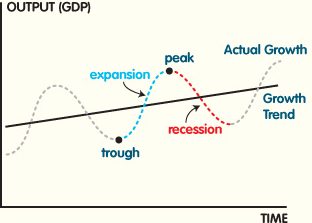 OUTPUT (GDP)
peak
Actual Growth
expansion
Growth
Trend
recession
trough
TIME